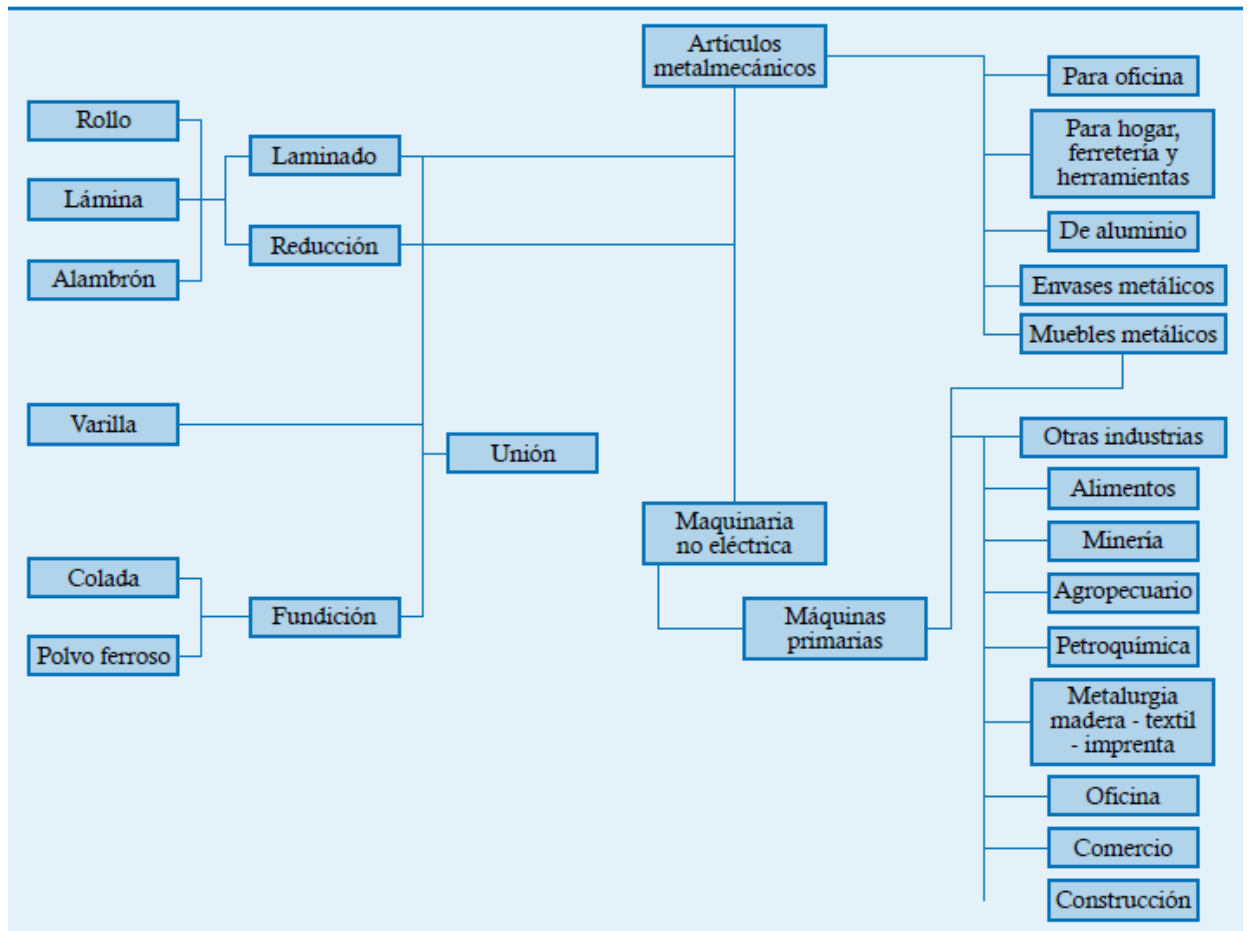 Rollo
Lámina
Alambrón
Varilla
Colada
Polvo ferroso
Laminado
Reducción
Fundición
Unión
Artículos
metalmecánicos
Maquinaria
no eléctrica
Máquinas
primarias
Para oficina
Para hogar,
ferretería y
herramientas
De aluminio
Envases metálicos
Muebles metálicos
Otras industrias
Alimentos
Minería
Agropecuario
Petroquímica
Metalurgia
madera - textil
- imprenta
Oficina
Comercio
Construcción